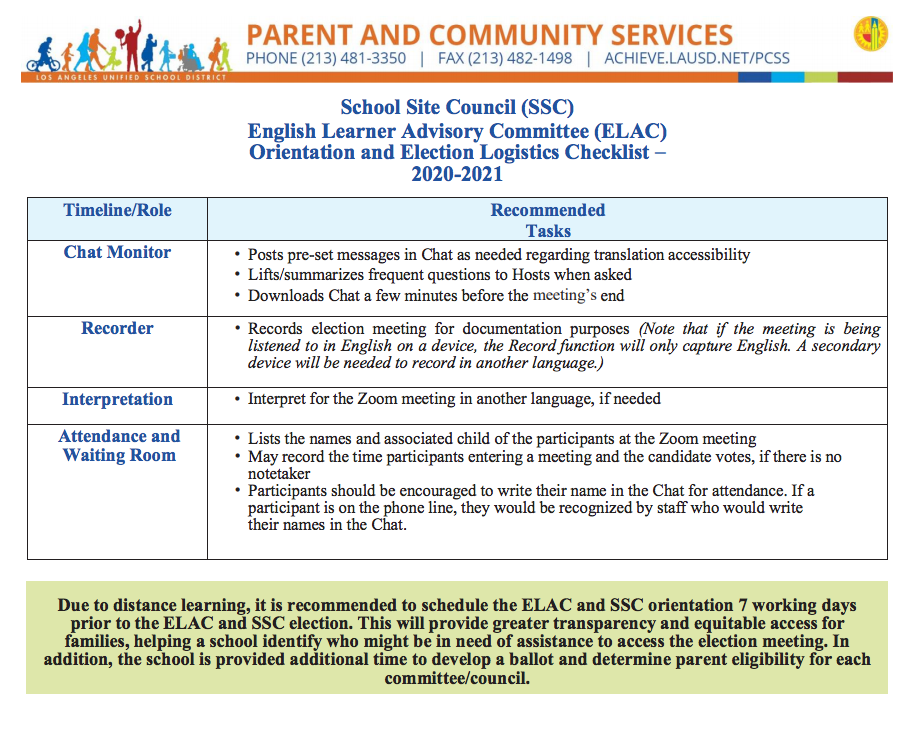 PARENT AND COMMUNITY SERVICES
PHONE (213) 481-3350 | FAX (213) 482-1498 | ACHIEVE.LAUSD.NET/PCSS
LOS ANGELES UNIFIED SCHOOL DISTRICT
School Site Council (SSC)
English Learner Advisory Committee (ELAC)
Orientation and Election Logistics Checklist –
2020-2021
Timeline/Role
Recommended
Tasks
Chat Monitor
• Posts pre-set messages in Chat as needed regarding translation accessibility
• Lifts/summarizes frequent questions to Hosts when asked
• Downloads Chat a few minutes before the meeting's end
Recorder
• Records election meeting for documentation purposes (Note that if the meeting is being
listened to in English on a device, the Record function will only capture English. A secondary
device will be needed to record in another language.)
Interpretation
• Interpret for the Zoom meeting in another language, if needed
Attendance and
Waiting Room
• Lists the names and associated child of the participants at the Zoom meeting
• May record the time participants entering a meeting and the candidate votes, if there is no
notetaker
• Participants should be encouraged to write their name in the Chat for attendance. If a
participant is on the phone line, they would be recognized by staff who would write
their names in the Chat.
Due to distance learning, it is recommended to schedule the ELAC and SSC orientation 7 working days
prior to the ELAC and SSC election. This will provide greater transparency and equitable access for
families, helping a school identify who might be in need of assistance to access the election meeting. In
addition, the school is provided additional time to develop a ballot and determine parent eligibility for each
committee/council.